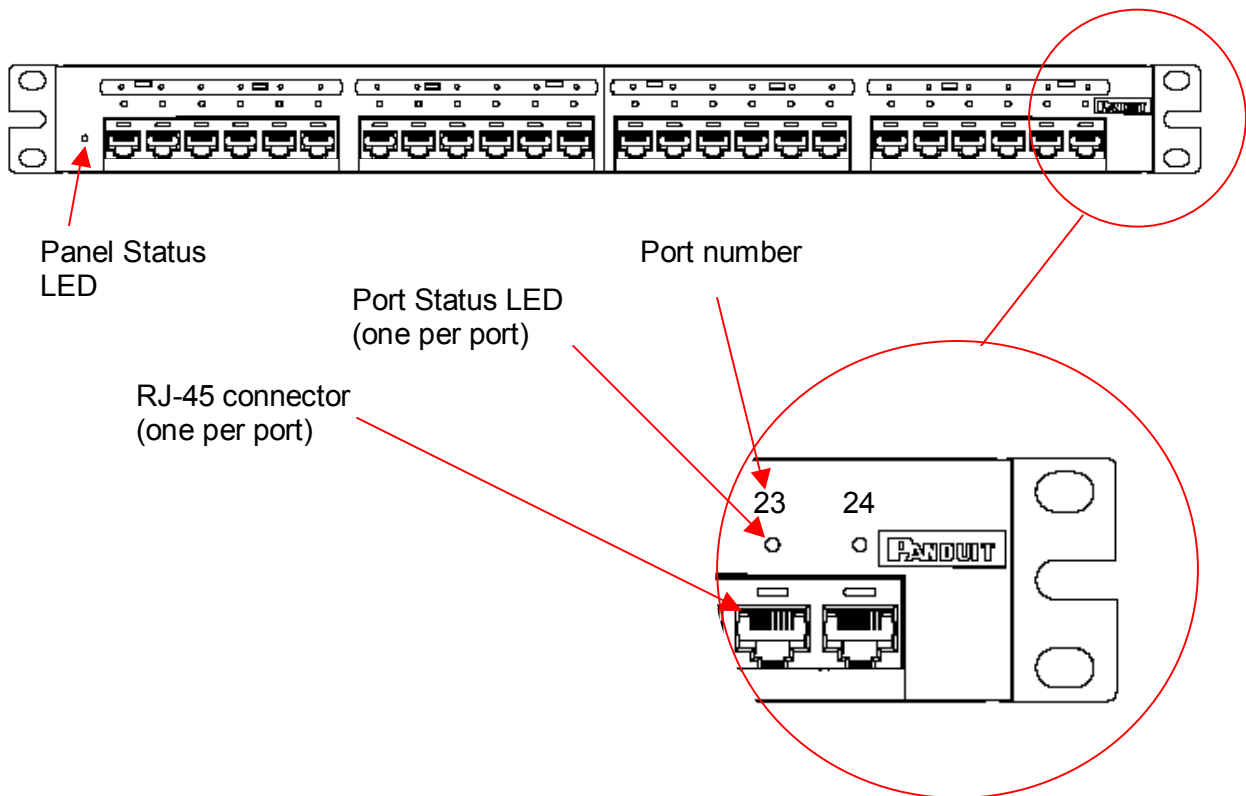 PANDUIT
Panel Status
LED
Port number
Port Status LED
(one per port)
RJ-45 connector
(one per port)
23 24
PANDUIT